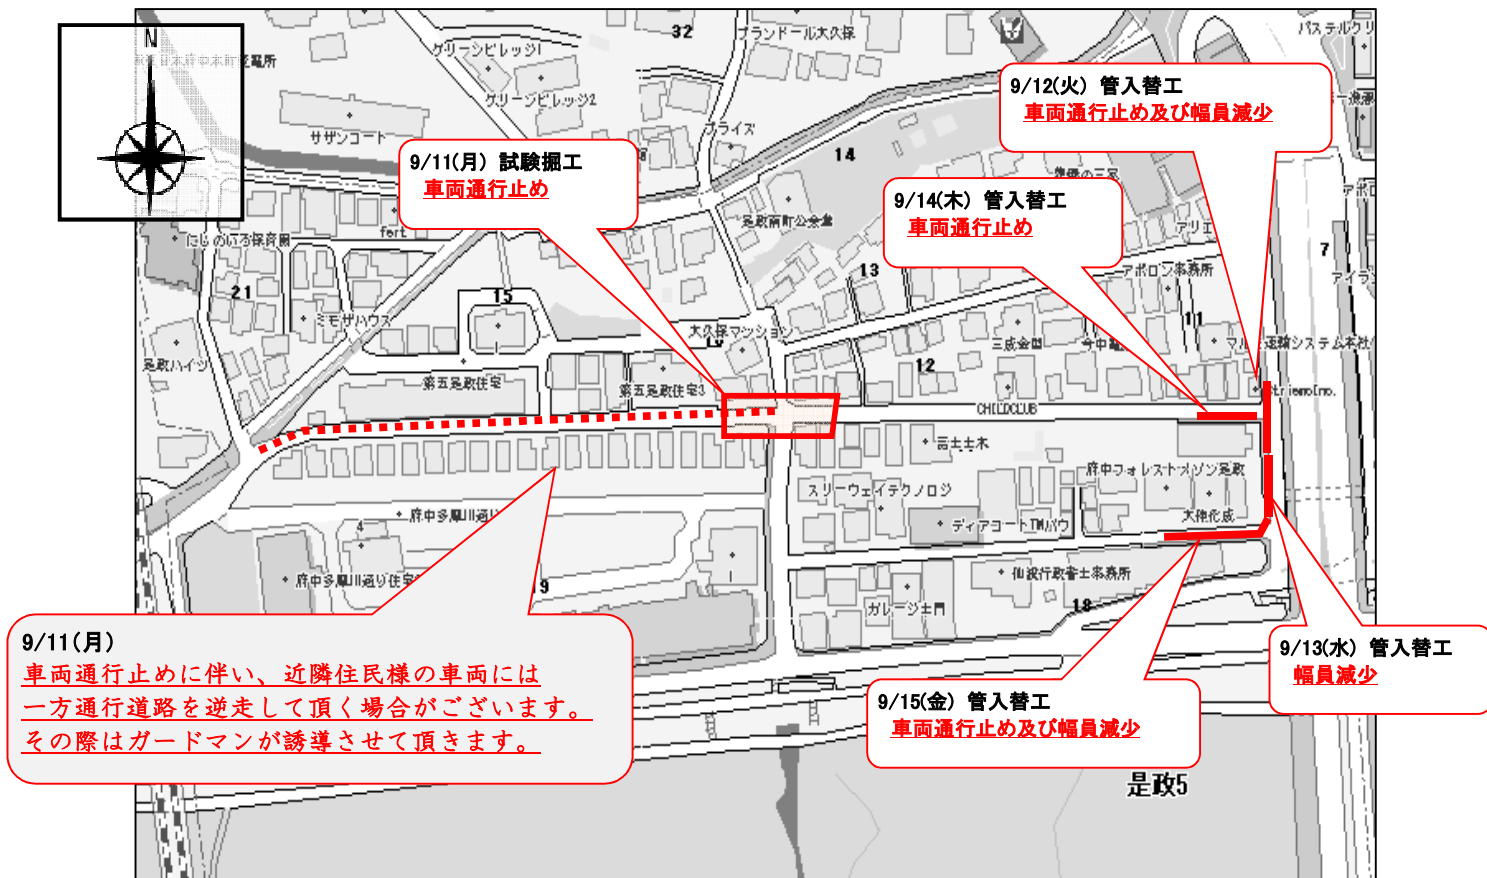 N
グリーンビレッジ1
32
グランドール大久保
パステルクリ
グリーンビレッジ2
サザンコート
プライズ
9/12(火) 管入替工
車両通行止め及び幅員減少
9/11(月) 試験掘工
車両通行止め
14
9/14(木) 管入替工
車両通行止め
是政南町公会堂
アリエ
にじのいろ保育園
fert
13
アポロン事務所
7
21
15
ミモザハウス
大久保マンション
11
是政ハイツ
三成金型
12
第五是政住宅
第五是政住宅3
CHILDCLUB
富士土木
府中フォレストメゾン是政
スリーウェイテクノロジ
大伸化成
ディアコートTMパウ
4
府中多摩川通り住宅
仙波行政書士事務所
ガレージ土門
18
9/11(月)
車両通行止めに伴い、近隣住民様の車両には
一方通行道路を逆走して頂く場合がございます。
その際はガードマンが誘導させて頂きます。
9/13(水) 管入替工
幅員減少
9/15(金) 管入替工
車両通行止め及び幅員減少
是政5